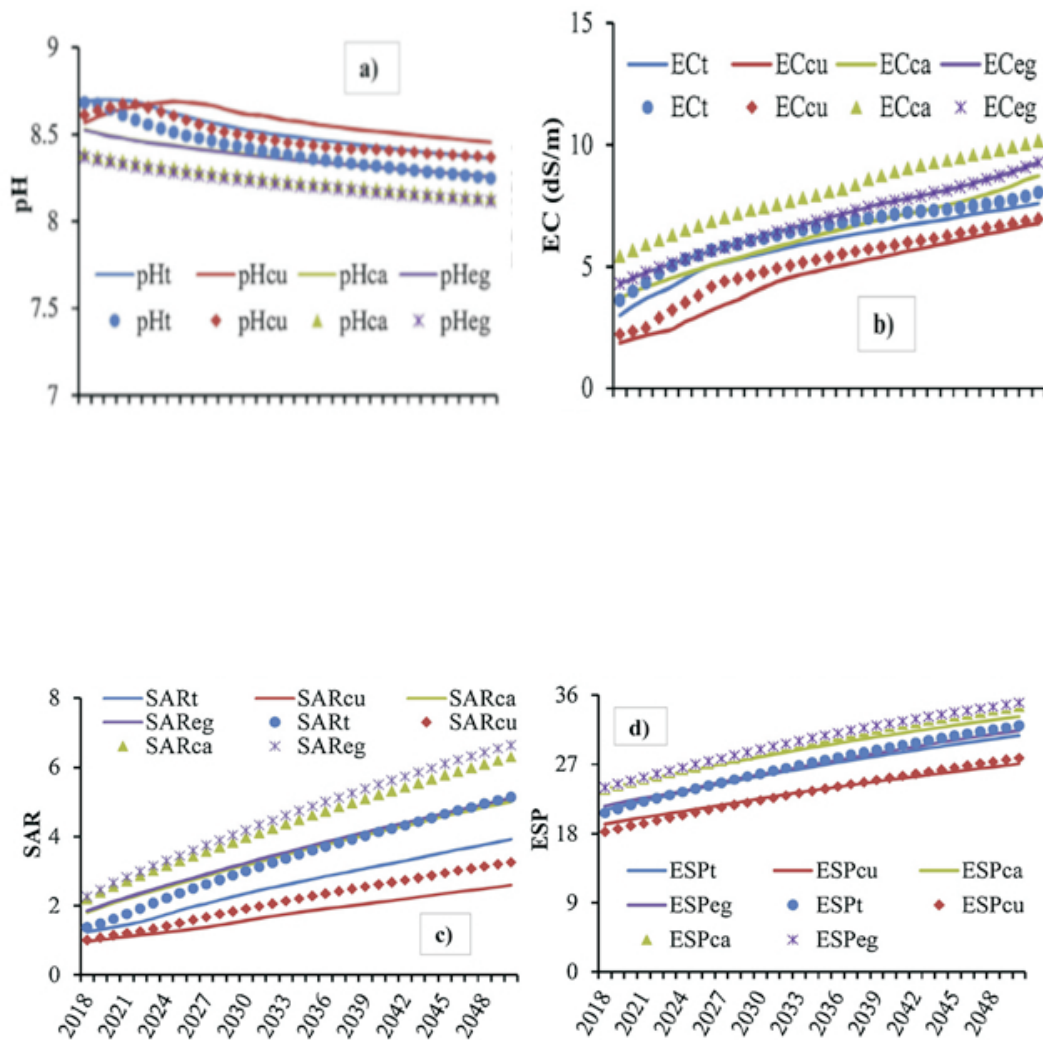 9
8.5
8
7.5
7
pH
a)
pHt pHcu pHca pHeg
pHt pHcu pHca pHeg
15
10
5
0
EC (dS/m)
ECt ECcu ECca ECeg
ECt ECcu ECca ECeg
b)
8
6
4
2
0
SAR
SARt SARcu SARca
SAReg SARt SARcu
SARca SAReg
c)
2018 2021 2024 2027 2030 2033 2036 2039 2042 2045 2048
36
27
18
9
0
ESP
d)
ESPt ESPcu ESPca
ESPeg ESPt ESPcu
ESPca ESPeg
2018 2021 2024 2027 2030 2033 2036 2039 2042 2045 2048